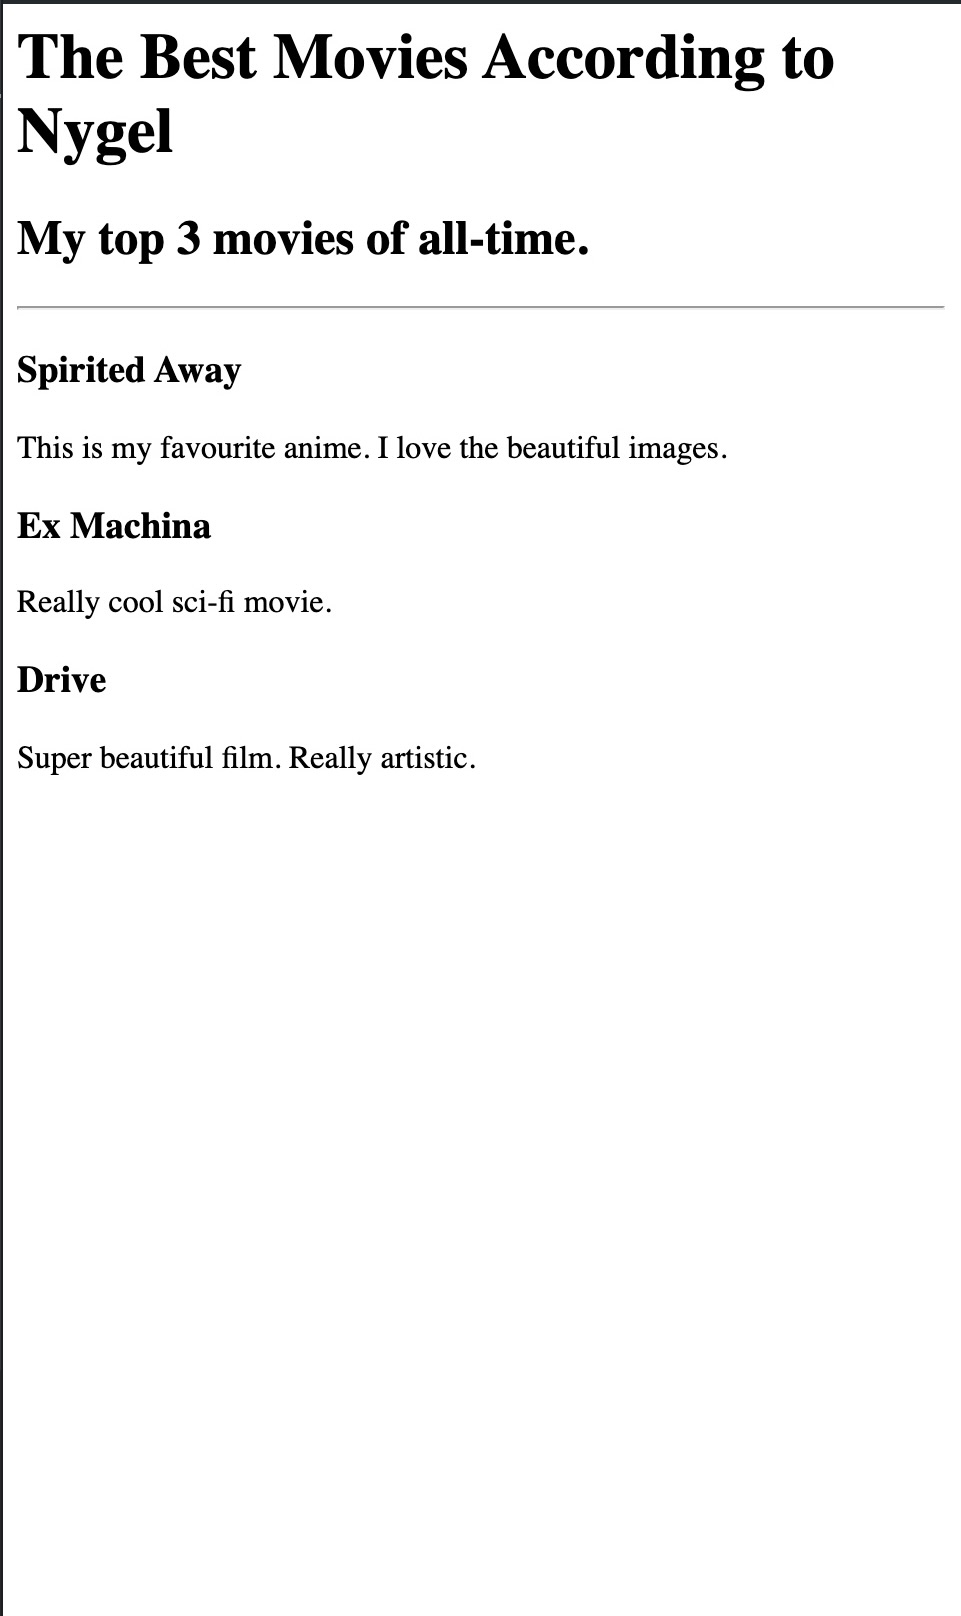 The Best Movies According to
Nygel
My top 3 movies of all-time.
Spirited Away
This is my favourite anime. I love the beautiful images.
Ex Machina
Really cool sci-fi movie.
Drive
Super beautiful film. Really artistic.